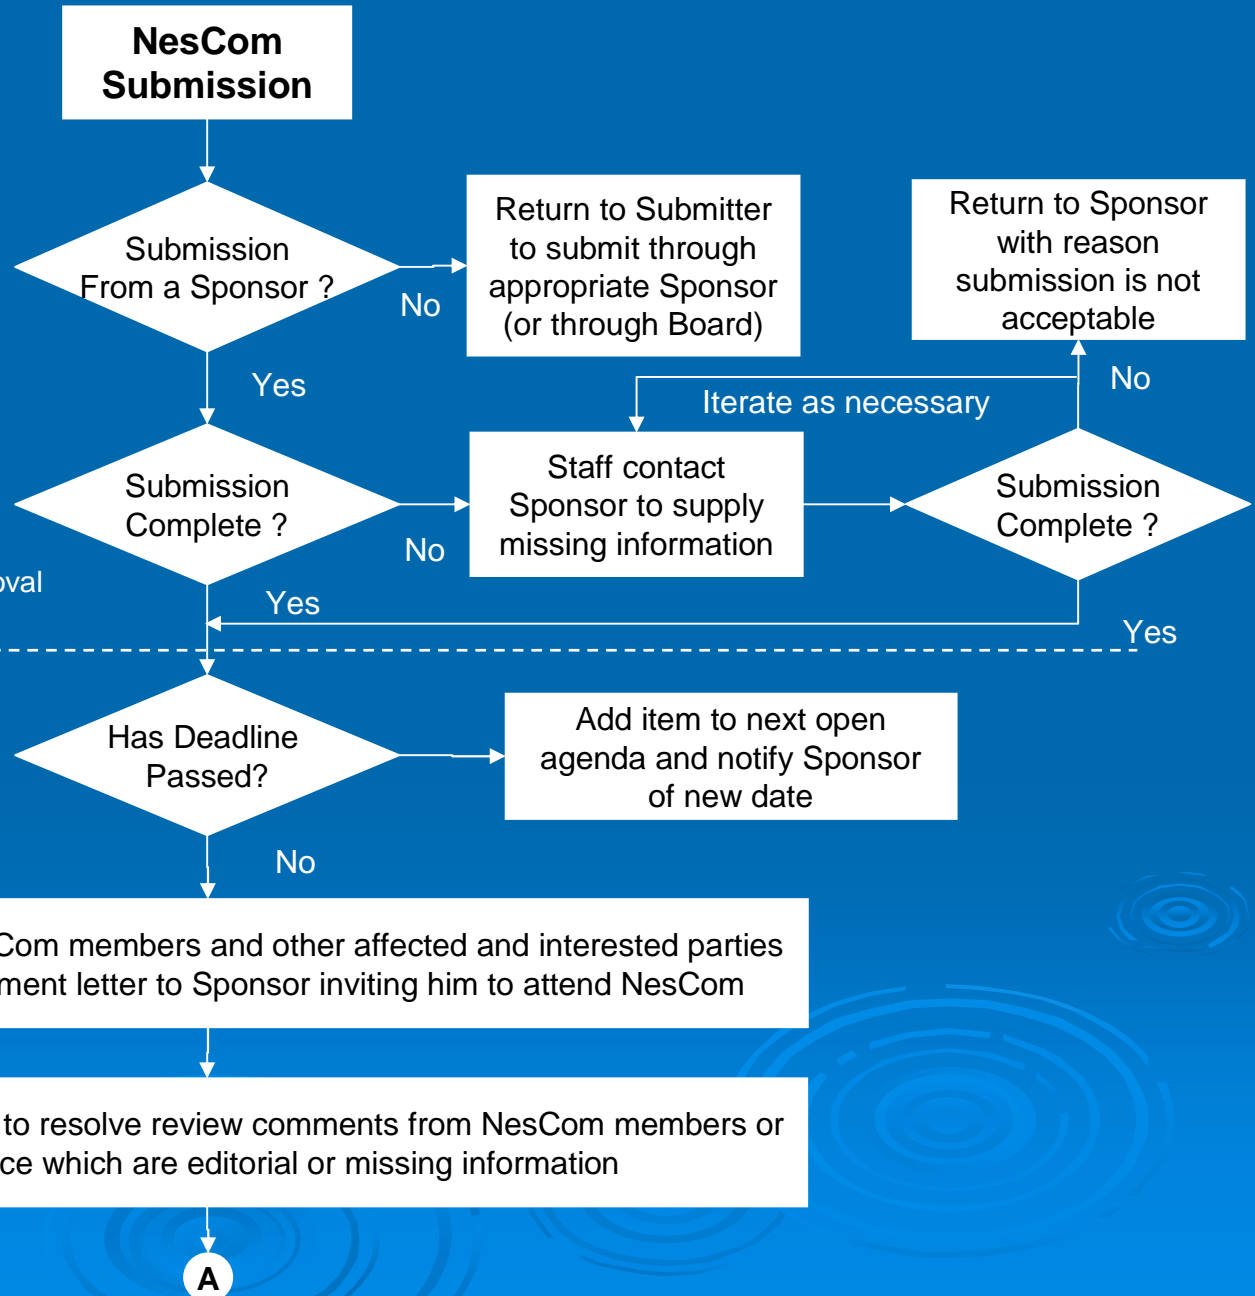 NesCom
Submission
Submission
From a Sponsor ?
No
Return to Submitter
to submit through
appropriate Sponsor
(or through Board)
Return to Sponsor
with reason
submission is not
acceptable
Yes
Iterate as necessary
No
Submission
Complete ?
No
Staff contact
Sponsor to supply
missing information
Submission
Complete ?
oval
Yes
Yes
Has Deadline
Passed?
Add item to next open
agenda and notify Sponsor
of new date
No
Com members and other affected and interested parties
ment letter to Sponsor inviting him to attend NesCom
to resolve review comments from NesCom members or
ce which are editorial or missing information
A